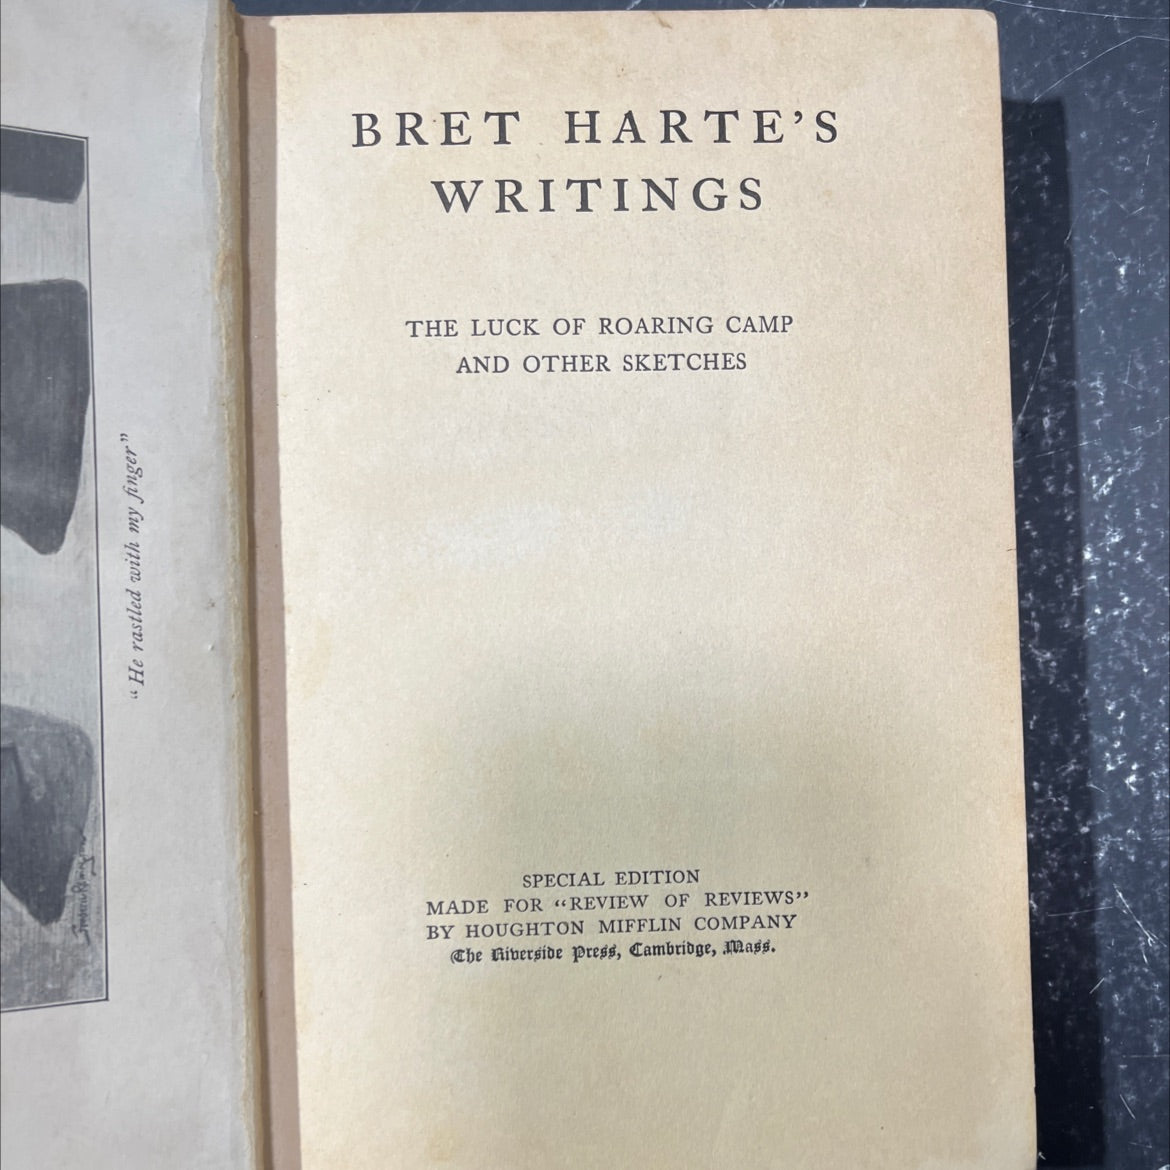 "He rastled with my finger"
BRET HARTE'S
WRITINGS
THE LUCK OF ROARING CAMP
AND OTHER SKETCHES
SPECIAL EDITION
MADE FOR "REVIEW OF REVIEWS"
BY HOUGHTON MIFFLIN COMPANY
The Riverside Press, Cambridge, Mass.